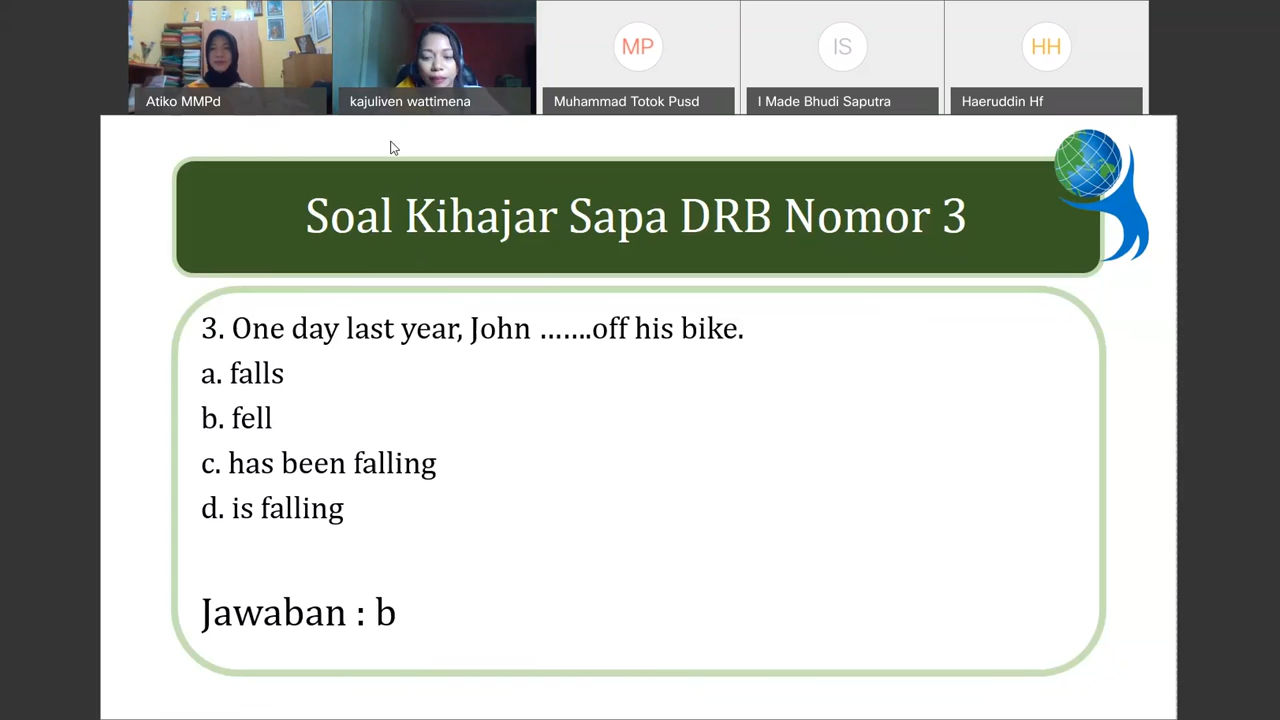 Atiko MMPd
kajuliven wattimena
MP
Muhammad Totok Pusd
IS
I Made Bhudi Saputra
HH
Haeruddin Hf
Soal Kihajar Sapa DRB Nomor 3
3. One day last year, John .......off his bike.
a. falls
b. fell
c. has been falling
d. is falling
Jawaban : b